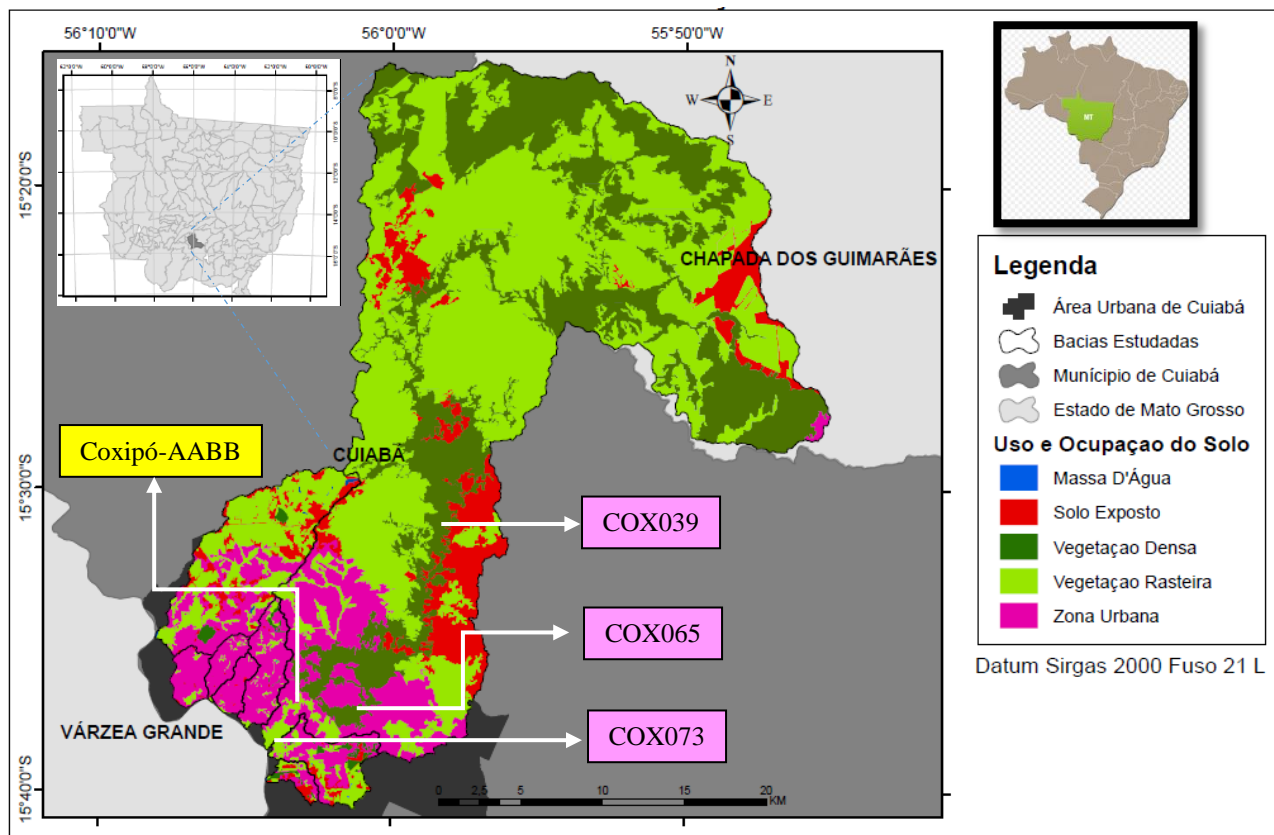 56°10'0"W
56°0'0"W
55°50'0"W
N
W
E
S
MT
15°20'0"S
CHAPADA DOS GUIMARÃES
Legenda
Área Urbana de Cuiabá
Bacias Estudadas
Munícipio de Cuiabá
Estado de Mato Grosso
Uso e Ocupaçao do Solo
Massa D'Água
Solo Exposto
Vegetaçao Densa
Vegetaçao Rasteira
Zona Urbana
Datum Sirgas 2000 Fuso 21 L
Coxipó-AABB
CUIABÁ
15°30'0"S
COX039
COX065
COX073
VÁRZEA GRANDE
15°40'0"S
0 2,5 5 10 15 20
KM